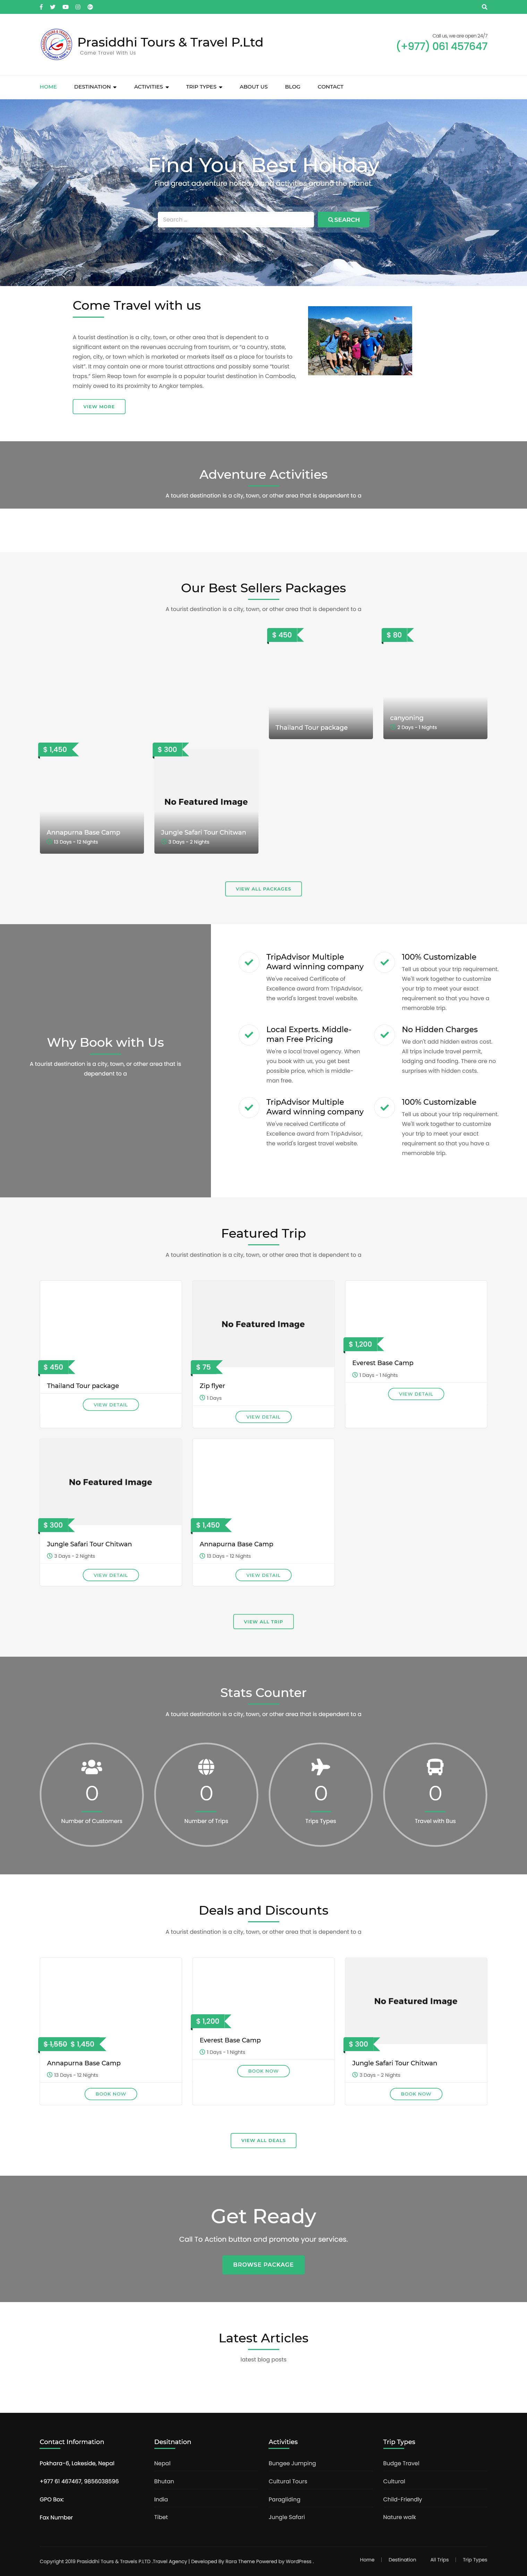 Prasiddhi Tours & Travel P.Ltd
Come Travel With Us
Call us, we are open 24/7
(+977) 061 457647
HOME
DESTINATION
ACTIVITIES
TRIP TYPES
ABOUT US
BLOG
CONTACT
Find Your Best Holiday
Find great adventure holidays and activities around the planet.
Search ...
SEARCH
Come Travel with us
A tourist destination is a city, town, or other area that is dependent to a
significant extent on the revenues accruing from tourism, or "a country, state,
region, city, or town which is marketed or markets itself as a place for tourists to
visit". It may contain one or more tourist attractions and possibly some "tourist
traps." Siem Reap town for example is a popular tourist destination in Cambodia,
mainly owed to its proximity to Angkor temples.
VIEW MORE
Adventure Activities
A tourist destination is a city, town, or other area that is dependent to a
Our Best Sellers Packages
A tourist destination is a city, town, or other area that is dependent to a
$ 450
Thailand Tour package
$ 80
canyoning
2 Days - 1 Nights
$ 1,450
Annapurna Base Camp
13 Days - 12 Nights
$ 300
No Featured Image
Jungle Safari Tour Chitwan
3 Days - 2 Nights
VIEW ALL PACKAGES
Why Book with Us
A tourist destination is a city, town, or other area that is
dependent to a
TripAdvisor Multiple
Award winning company
We've received Certificate of
Excellence award from TripAdvisor,
the world's largest travel website.
100% Customizable
Tell us about your trip requirement.
We'll work together to customize
your trip to meet your exact
requirement so that you have a
memorable trip.
Local Experts. Middle-
man Free Pricing
We're a local travel agency. When
you book with us, you get best
possible price, which is middle-
man free.
No Hidden Charges
We don't add hidden extras cost.
All trips include travel permit,
lodging and fooding. There are no
surprises with hidden costs.
TripAdvisor Multiple
Award winning company
We've received Certificate of
Excellence award from TripAdvisor,
the world's largest travel website.
100% Customizable
Tell us about your trip requirement.
We'll work together to customize
your trip to meet your exact
requirement so that you have a
memorable trip.
Featured Trip
A tourist destination is a city, town, or other area that is dependent to a
$ 450
Thailand Tour package
VIEW DETAIL
No Featured Image
$ 75
Zip flyer
1 Days
VIEW DETAIL
$ 1,200
Everest Base Camp
1 Days - 1 Nights
VIEW DETAIL
No Featured Image
$ 300
Jungle Safari Tour Chitwan
3 Days - 2 Nights
VIEW DETAIL
$ 1,450
Annapurna Base Camp
13 Days - 12 Nights
VIEW DETAIL
VIEW ALL TRIP
Stats Counter
A tourist destination is a city, town, or other area that is dependent to a
0
Number of Customers
0
Number of Trips
0
Trips Types
0
Travel with Bus
Deals and Discounts
A tourist destination is a city, town, or other area that is dependent to a
$ 1,550 $ 1,450
Annapurna Base Camp
13 Days - 12 Nights
BOOK NOW
$ 1,200
Everest Base Camp
1 Days - 1 Nights
BOOK NOW
No Featured Image
$ 300
Jungle Safari Tour Chitwan
3 Days - 2 Nights
BOOK NOW
VIEW ALL DEALS
Get Ready
Call To Action button and promote your services.
BROWSE PACKAGE
Latest Articles
latest blog posts
Contact Information
Pokhara-6, Lakeside, Nepal
+977 61 467467, 9856038596
GPO Box:
Fax Number
Desitnation
Nepal
Bhutan
India
Tibet
Activities
Bungee Jumping
Cultural Tours
Paragliding
Jungle Safari
Trip Types
Budge Travel
Cultural
Child-Friendly
Nature walk
Copyright 2019 Prasiddhi Tours & Travels P.LTD .Travel Agency | Developed By Rara Theme Powered by WordPress .
Home
Destination
All Trips
Trip Types